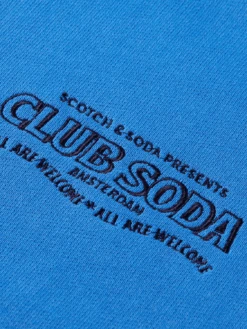 SCOTCH & SODA PRESENTS
CLUB SODA
AMSTERDAM
ALL ARE WELCOME * ALL ARE WELCOME